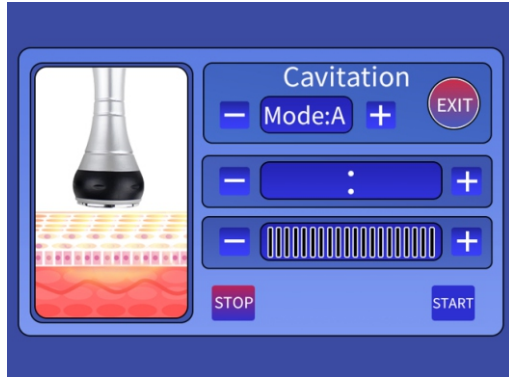 Cavitation
− Mode:A +
EXIT
− : +
− +
STOP
START